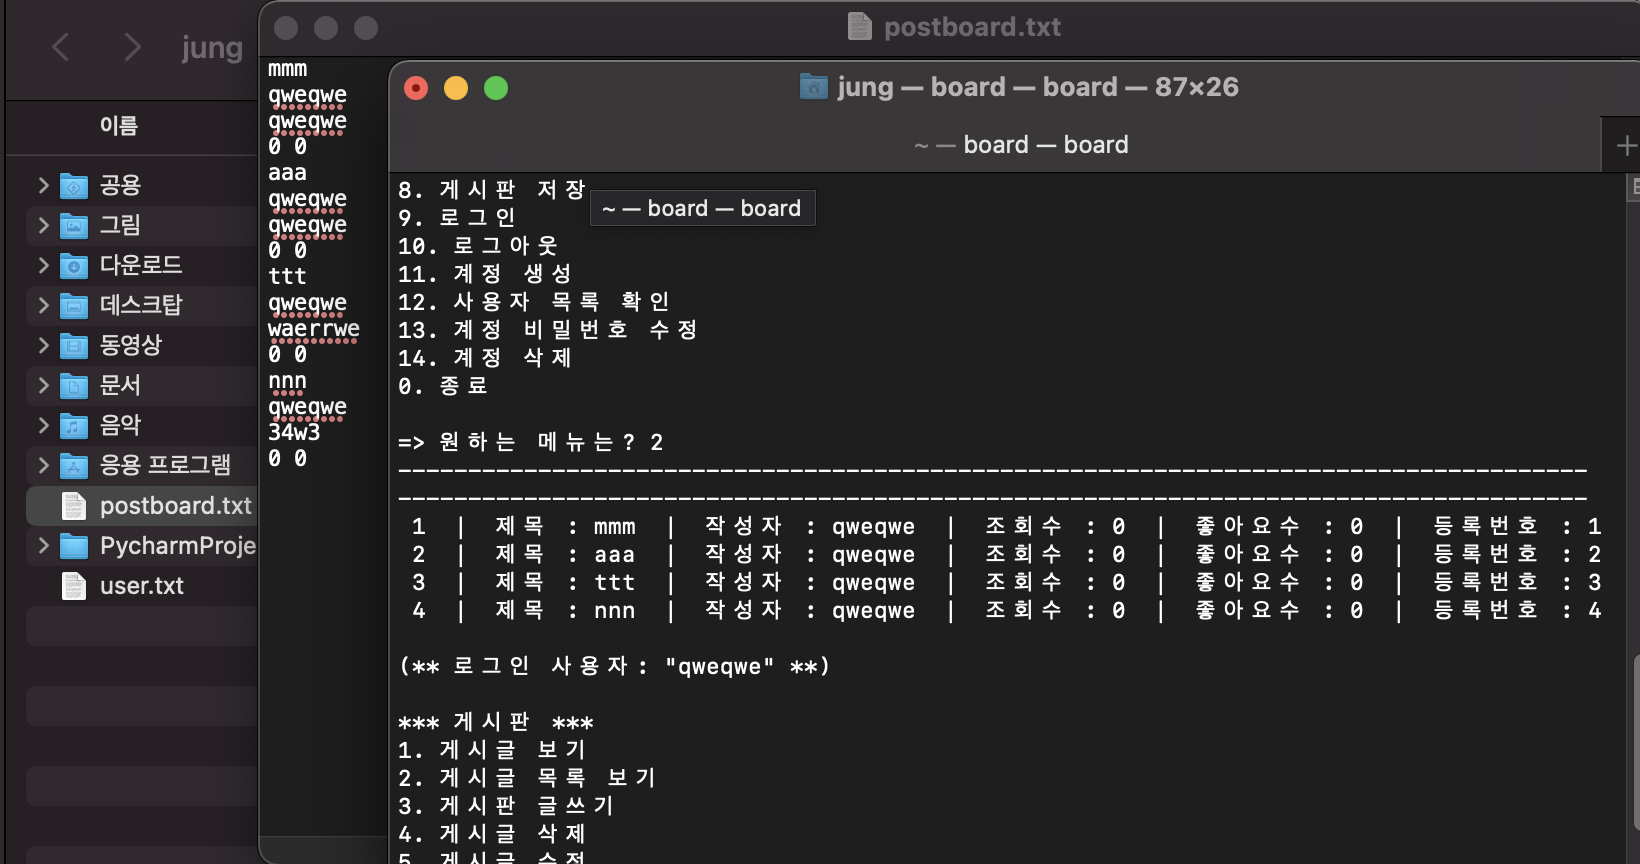 jung
이름
공용
그림
다운로드
데스크탑
동영상
문서
음악
응용 프로그램
postboard.txt
PycharmProje
user.txt
postboard.txt
mmm
qweqwe
qweqwe
0 0
aaa
qweqwe
qweqwe
0 0
ttt
qweqwe
waerrwe
0 0
nnn
qweqwe
34w3
0 0
jung — board — board — 87×26
~ — board — board
8. 게시판 저장
~ — board — board
9. 로그인
10. 로그아웃
11. 계정 생성
12. 사용자 목록 확인
13. 계정 비밀번호 수정
14. 계정 삭제
0. 종료
=> 원하는 메뉴는? 2
---------------------------------------------------------------------------------------
---------------------------------------------------------------------------------------
1 | 제목 : mmm | 작성자 : qweqwe | 조회수 : 0 | 좋아요수 : 0 | 등록번호 : 1
2 | 제목 : aaa | 작성자 : qweqwe | 조회수 : 0 | 좋아요수 : 0 | 등록번호 : 2
3 | 제목 : ttt | 작성자 : qweqwe | 조회수 : 0 | 좋아요수 : 0 | 등록번호 : 3
4 | 제목 : nnn | 작성자 : qweqwe | 조회수 : 0 | 좋아요수 : 0 | 등록번호 : 4
(** 로그인 사용자: "qweqwe" **)
*** 게시판 ***
1. 게시글 보기
2. 게시글 목록 보기
3. 게시판 글쓰기
4. 게시글 삭제
5. 게시글 수정